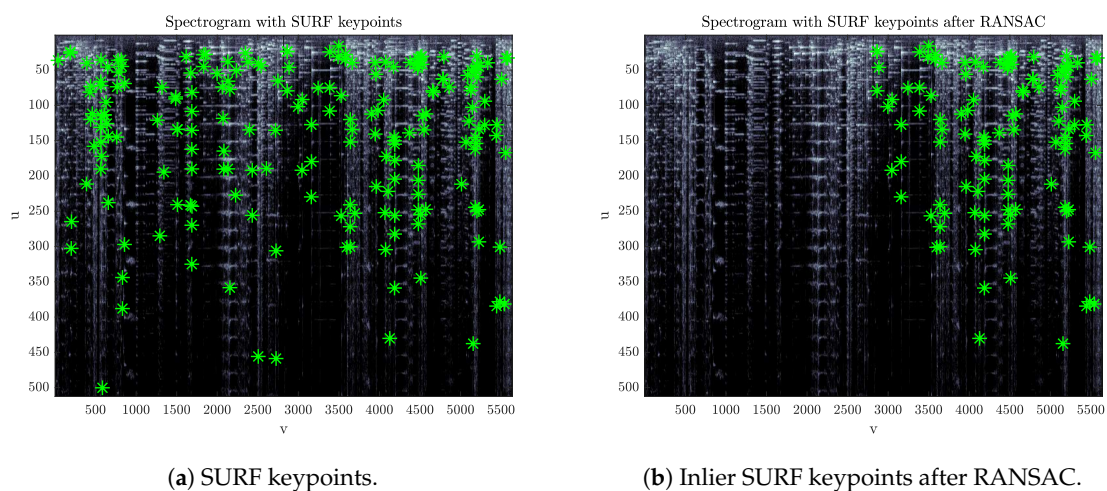 Spectrogram with SURF keypoints
50
100
150
200
250
300
350
400
450
500
u
500 1000 1500 2000 2500 3000 3500 4000 4500 5000 5500
v
(a) SURF keypoints.
Spectrogram with SURF keypoints after RANSAC
50
100
150
200
250
300
350
400
450
500
u
500 1000 1500 2000 2500 3000 3500 4000 4500 5000 5500
v
(b) Inlier SURF keypoints after RANSAC.